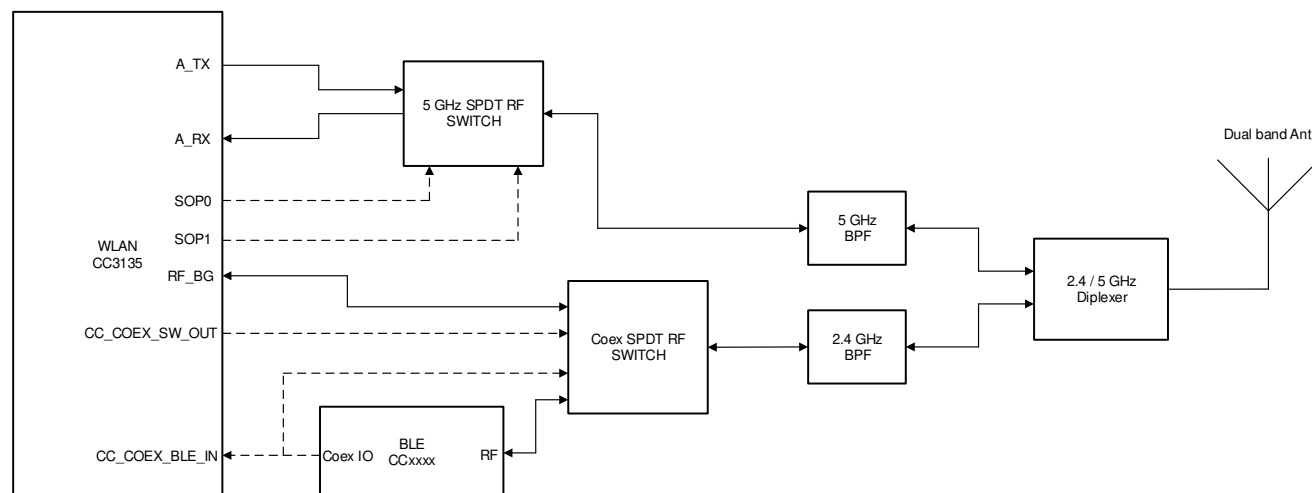 A_TX
A_RX
SOP0
SOP1
WLAN
CC3135
RF_BG
CC_COEX_SW_OUT
CC_COEX_BLE_IN
5 GHz SPDT RF
SWITCH
Coex SPDT RF
SWITCH
Coex IO
BLE
CCxxxx
RF
5 GHz
BPF
2.4 GHz
BPF
2.4 / 5 GHz
Diplexer
Dual band Ant